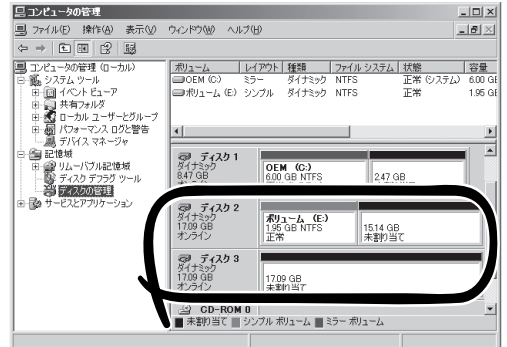 コンピュータの管理
ファイル(F) 操作(A) 表示(V) ウィンドウ(W) ヘルプ(H)
コンピュータの管理 (ローカル)
システム ツール
イベント ビューア
共有フォルダ
ローカル ユーザーとグループ
パフォーマンス ログと警告
デバイス マネージャ
記憶域
リムーバブル記憶域
ディスク デフラグ ツール
ディスクの管理
サービスとアプリケーション
ボリューム レイアウト 種類 ファイル システム 状態 容量
OEM (C:) ミラー ダイナミック NTFS 正常 (システム) 6.00 GB
ボリューム (E:) シンプル ダイナミック NTFS 正常 1.95 GB
ディスク 1
ダイナミック
8.47 GB
オンライン
OEM (C:)
6.00 GB NTFS
2.47 GB
ディスク 2
ダイナミック
17.09 GB
オンライン
ボリューム (E:)
1.95 GB NTFS
正常
15.14 GB
未割り当て
ディスク 3
ダイナミック
17.09 GB
オンライン
17.09 GB
未割り当て
CD-ROM 0
未割り当て シンプル ボリューム ミラー ボリューム